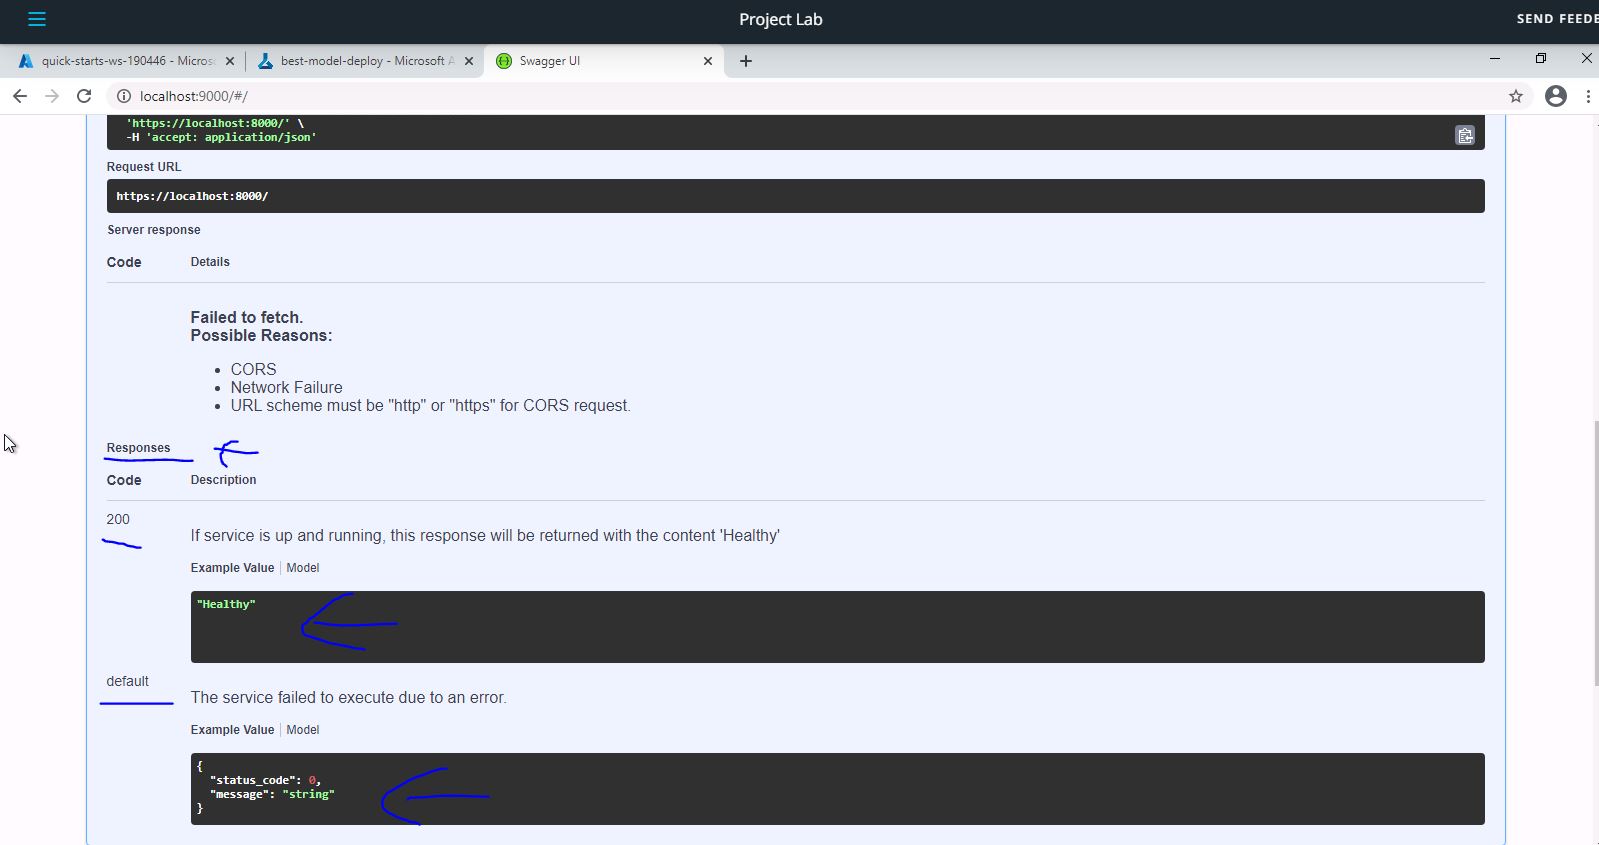 Project Lab
SEND FEEDE
quick-starts-ws-190446 - Micros
best-model-deploy - Microsoft A
Swagger UI
localhost:9000/#/
'https://localhost:8000/' \
-H 'accept: application/json'
Request URL
https://localhost:8000/
Server response
Code Details
Failed to fetch.
Possible Reasons:
• CORS
• Network Failure
• URL scheme must be "http" or "https" for CORS request.
Responses
Code Description
200
If service is up and running, this response will be returned with the content 'Healthy'
Example Value | Model
"Healthy"
default
The service failed to execute due to an error.
Example Value | Model
{
"status_code": 0,
"message": "string"
}